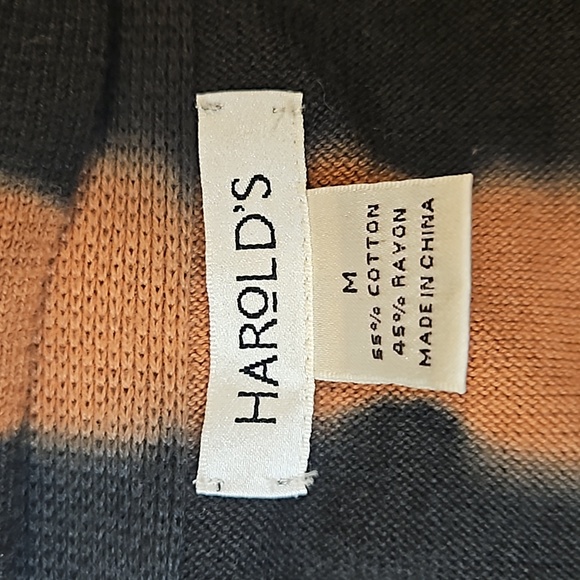 HAROLD'S
M
55% COTTON
45% RAYON
MADE IN CHINA